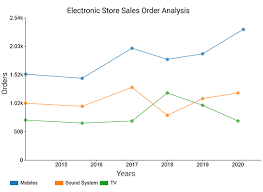 Electronic Store Sales Order Analysis
2.54k
2.03k
1.52k
1.02k
508
0
Orders
2015 2016 2017 2018 2019 2020
Years
Mobiles Sound System TV